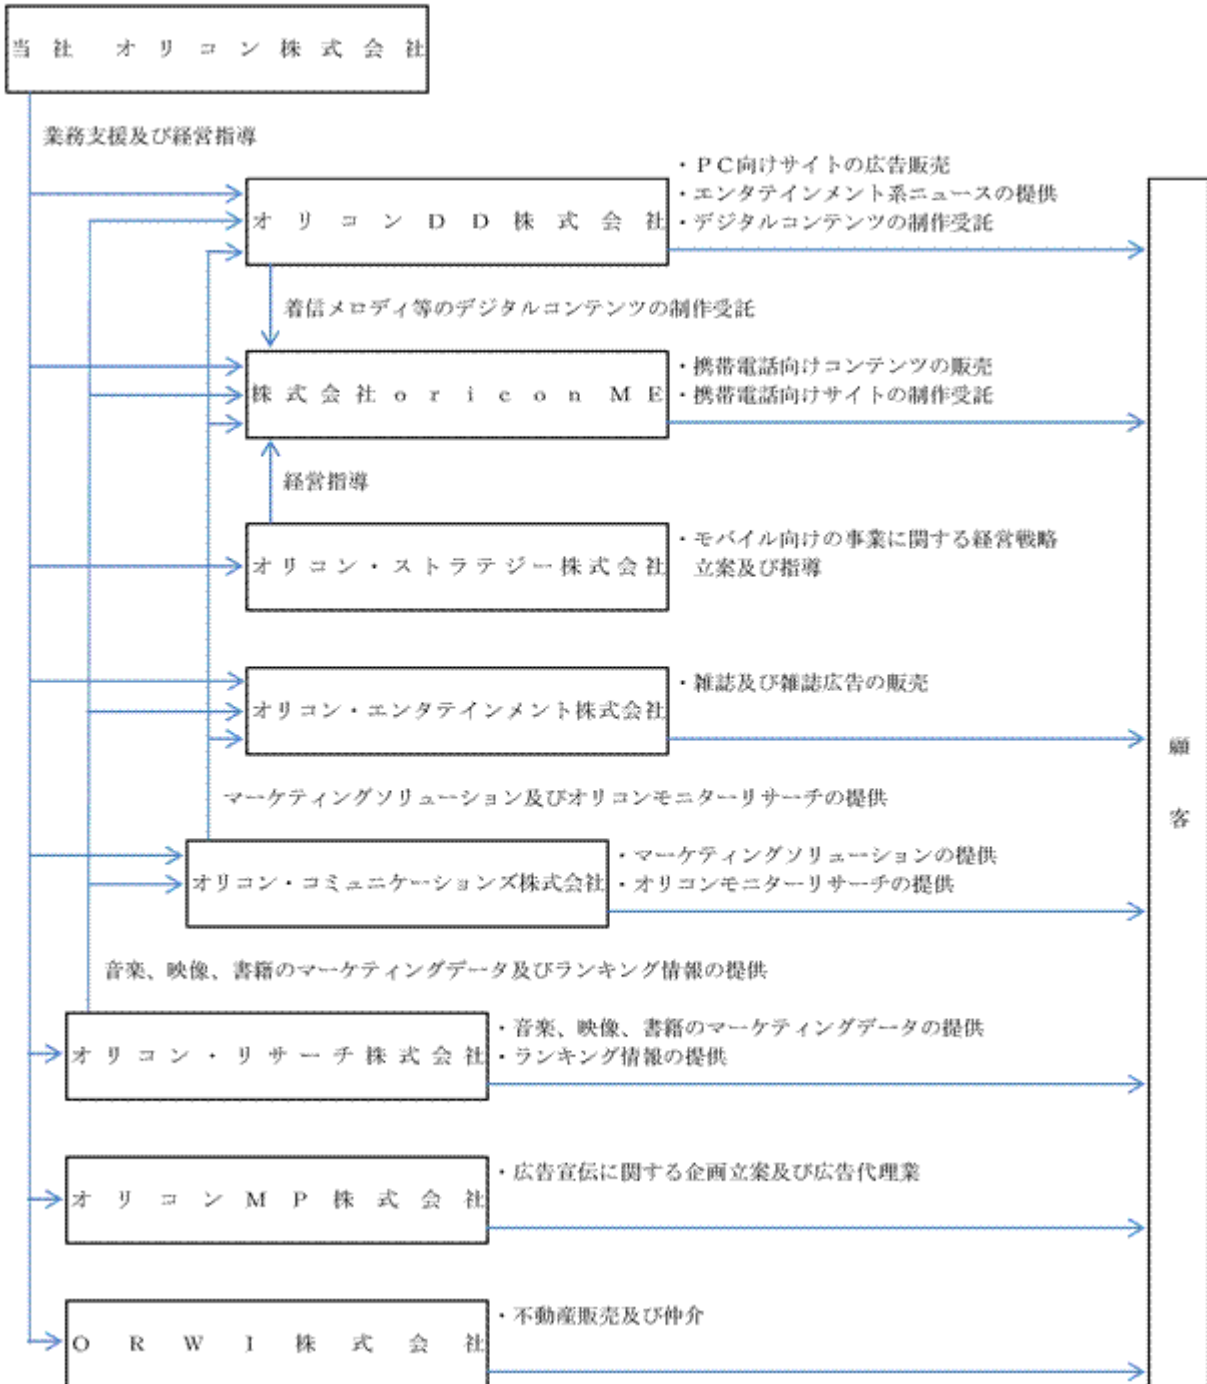 当社 オリコン株式会社
業務支援及び経営指導
・PC向けサイトの広告販売
・エンタテインメント系ニュースの提供
・デジタルコンテンツの制作受託
オリコンDD株式会社
着信メロディ等のデジタルコンテンツの制作受託
・携帯電話向けコンテンツの販売
・携帯電話向けサイトの制作受託
株式会社oriconME
経営指導
・モバイル向けの事業に関する経営戦略
立案及び指導
オリコン・ストラテジー株式会社
・雑誌及び雑誌広告の販売
オリコン・エンタテインメント株式会社
顧客
マーケティングソリューション及びオリコンモニターリサーチの提供
・マーケティングソリューションの提供
・オリコンモニターリサーチの提供
オリコン・コミュニケーションズ株式会社
音楽、映像、書籍のマーケティングデータ及びランキング情報の提供
・音楽、映像、書籍のマーケティングデータの提供
・ランキング情報の提供
オリコン・リサーチ株式会社
・広告宣伝に関する企画立案及び広告代理業
オリコンMP株式会社
・不動産販売及び仲介
ORWI株式会社